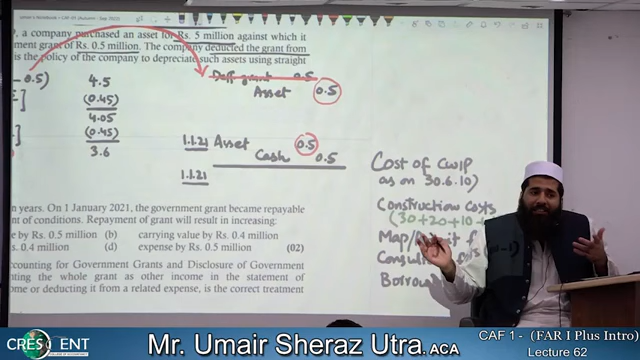 Umair's Workbook - CAF 05 (Autumn - Sep 2023)
, a company purchased an asset for Rs. 5 million against which it
ment grant of Rs. 0.5 million. The company deducted the grant from
is the policy of the company to depreciate such assets using straight
0.5) 4.5 Deff grant 0.5
Asset 0.5
(0.45)
4.05
(0.45) 1.1.21 Asset 0.5
3.6 Cash 0.5
1.1.21
Cost of CWIP
as on 30.6.10)
Construction costs
(30+20+10+
n years. On 1 January 2021, the government grant became repayable
nt of conditions. Repayment of grant will result in increasing:
e by Rs. 0.5 million (b) carrying value by Rs. 0.4 million
s. 0.4 million (d) expense by Rs. 0.5 million (02)
Map/
Consul
Borrow
ccounting for Government Grants and Disclosure of Government
nting the whole grant as other income in the statement of
ome or deducting it from a related expense, is the correct treatment
CRESCENT
COLLEGE OF ACCOUNTANCY
Mr. Umair Sheraz Utra. ACA
CAF 1 - (FAR I Plus Intro)
Lecture 62